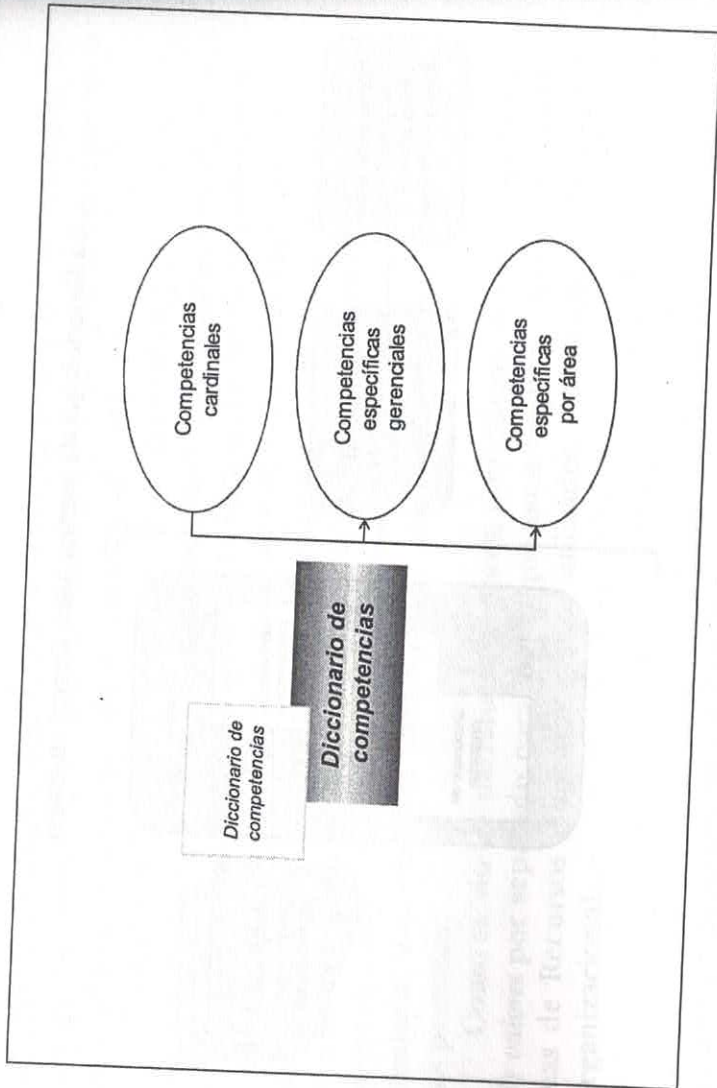 Diccionario de
competencias
Diccionario de
competencias
Competencias
cardinales
Competencias
específicas
gerenciales
Competencias
específicas
por área